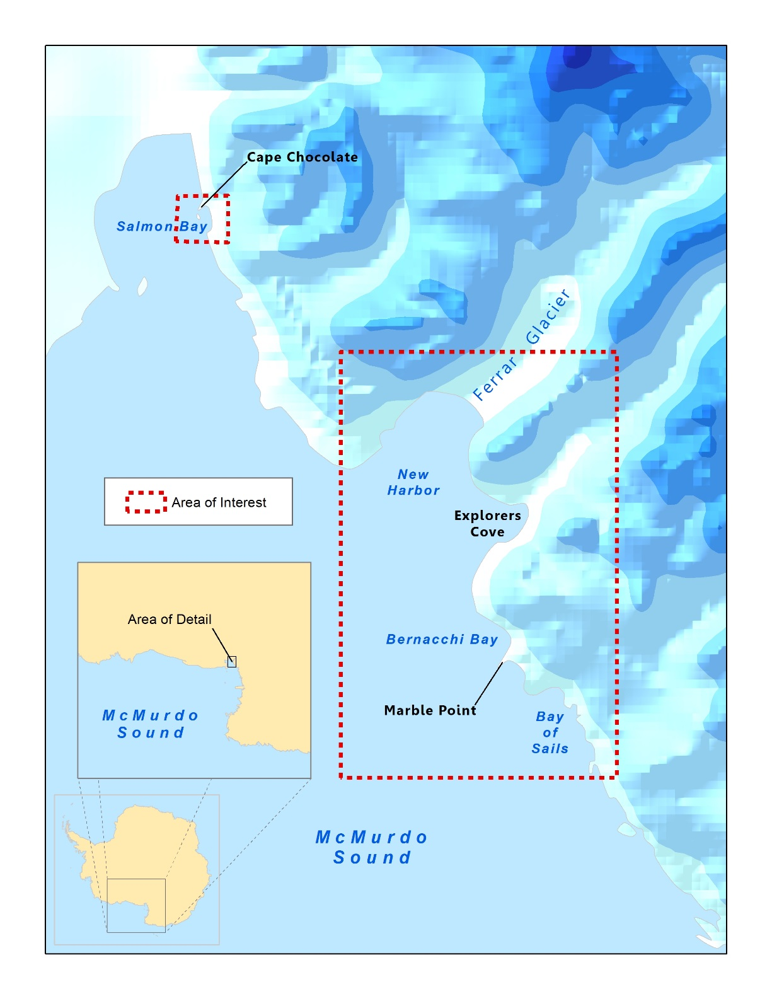 Cape Chocolate
Salmon Bay
Ferrar Glacier
New
Harbor
Area of Interest
Explorers
Cove
Area of Detail
Bernacchi Bay
Marble Point
McMurdo
Sound
Bay
of
Sails
McMurdo
Sound